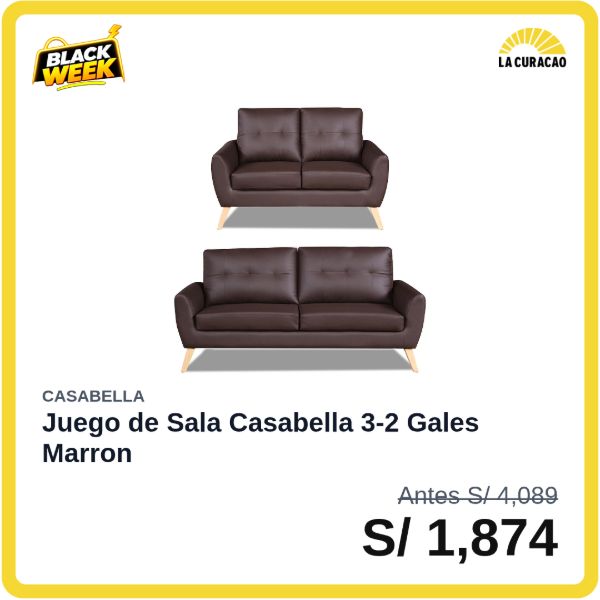 BLACK
WEEK
LA CURACAO
CASABELLA
Juego de Sala Casabella 3-2 Gales
Marron
Antes S/ 4,089
S/ 1,874